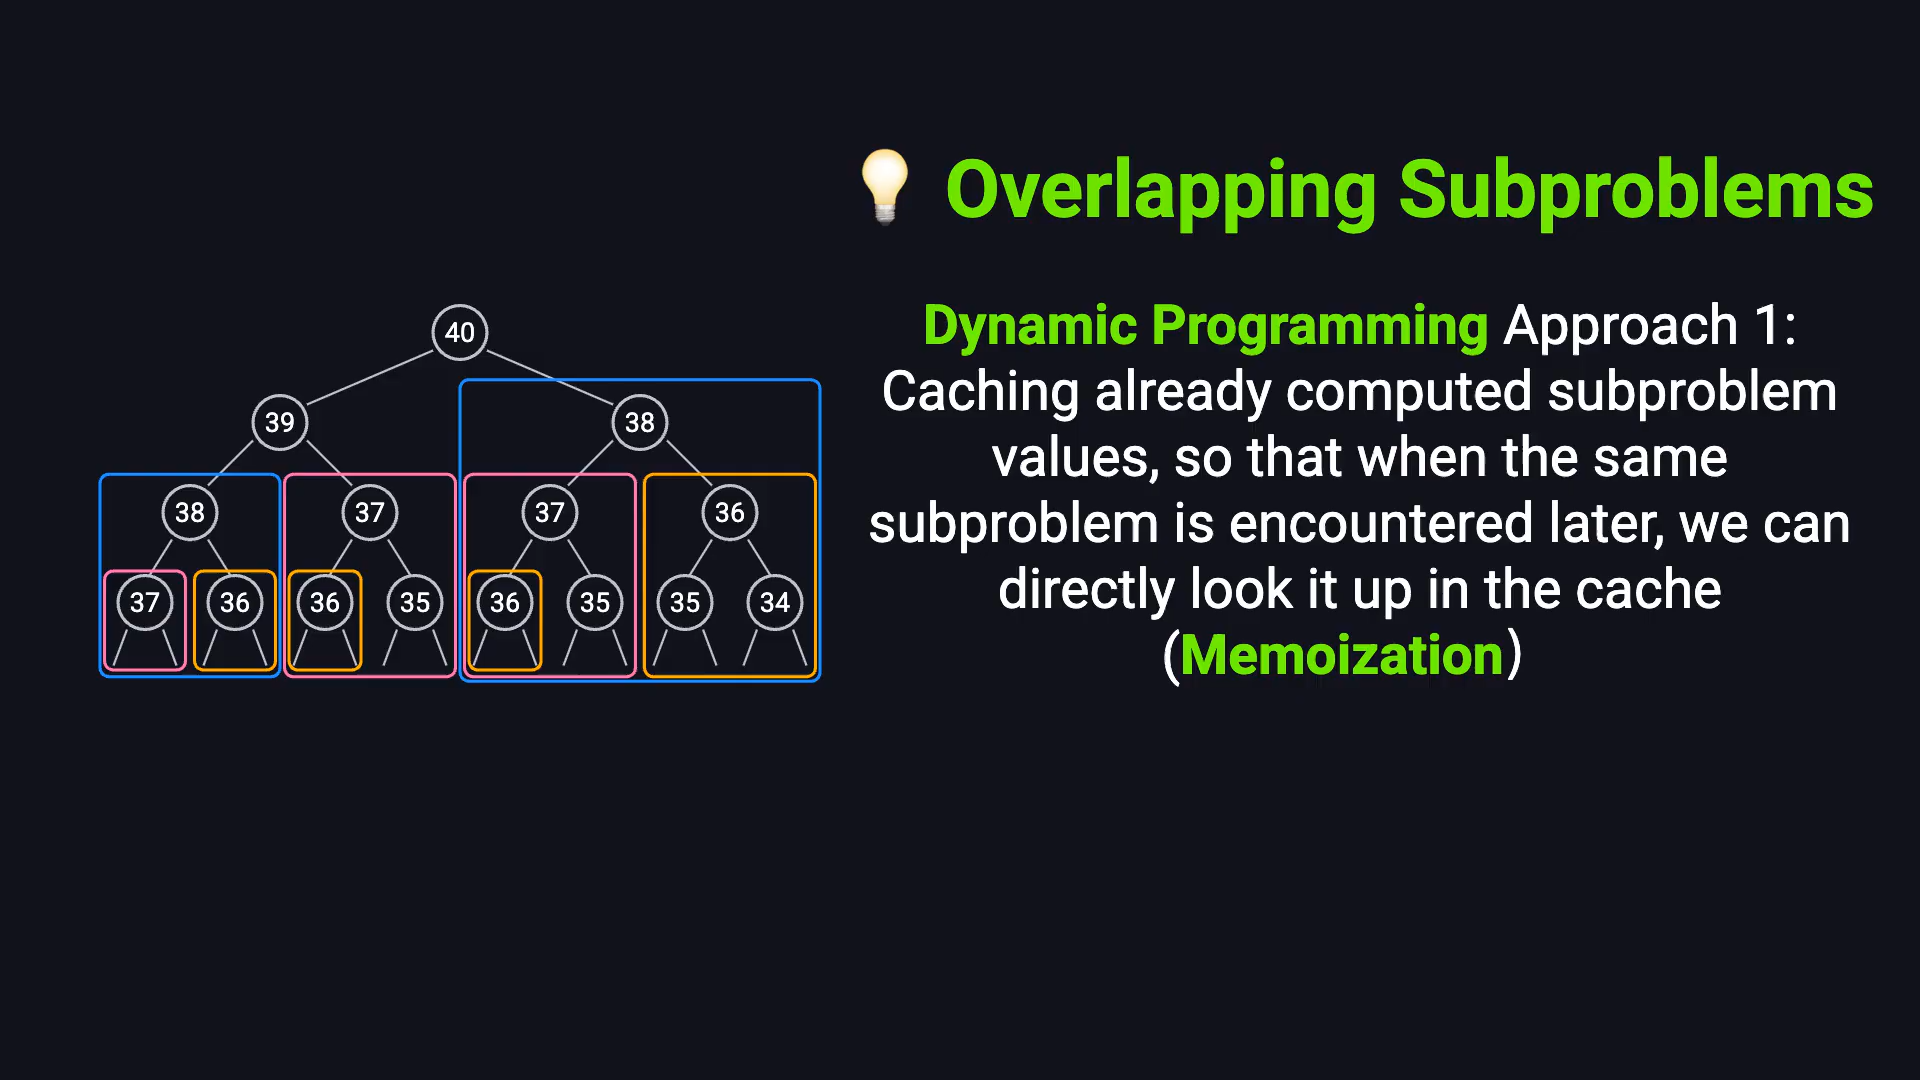 Overlapping Subproblems
Dynamic Programming Approach 1:
Caching already computed subproblem
values, so that when the same
subproblem is encountered later, we can
directly look it up in the cache
(Memoization)
40
39 38
38 37 37 36
37 36 36 35 36 35 35 34